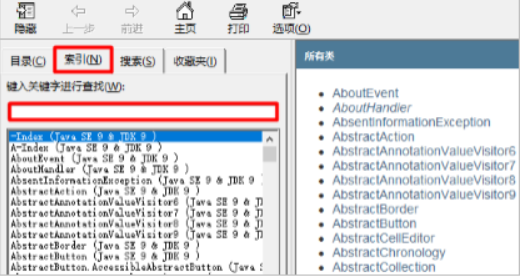 隐藏 上一步 前进 主页 打印 选项(O)
目录(C) 索引(N) 搜索(S) 收藏夹(I)
键入关键字进行查找(W):
-Index (Java SE 9 & JDK 9 )
A-Index (Java SE 9 & JDK 9 )
AboutEvent (Java SE 9 & JDK 9 )
AboutHandler (Java SE 9 & JDK 9 )
AbsentInformationException (Java SE 9 & JDK 9
AbstractAction (Java SE 9 & JDK 9 )
AbstractAnnotationValueVisitor6 (Java SE 9 & JD
AbstractAnnotationValueVisitor7 (Java SE 9 & JD
AbstractAnnotationValueVisitor8 (Java SE 9 & JD
AbstractAnnotationValueVisitor9 (Java SE 9 & JD
AbstractBorder (Java SE 9 & JDK 9 )
AbstractButton (Java SE 9 & JDK 9 )
AbstractButton.AccessibleAbstractButton (Java S
所有类
AboutEvent
AboutHandler
AbsentInformationException
AbstractAction
AbstractAnnotationValueVisitor6
AbstractAnnotationValueVisitor7
AbstractAnnotationValueVisitor8
AbstractAnnotationValueVisitor9
AbstractBorder
AbstractButton
AbstractCellEditor
AbstractChronology
AbstractCollection